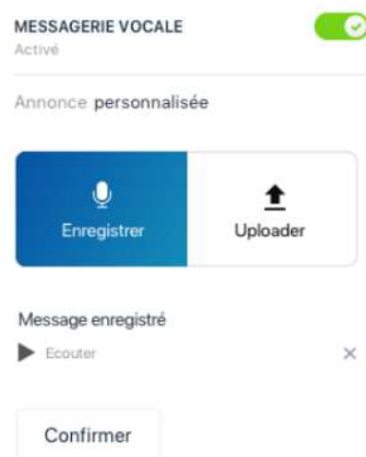 MESSAGERIE VOCALE
Activé
Annonce personnalisée
Enregistrer
Uploader
Message enregistré
Ecouter
Confirmer